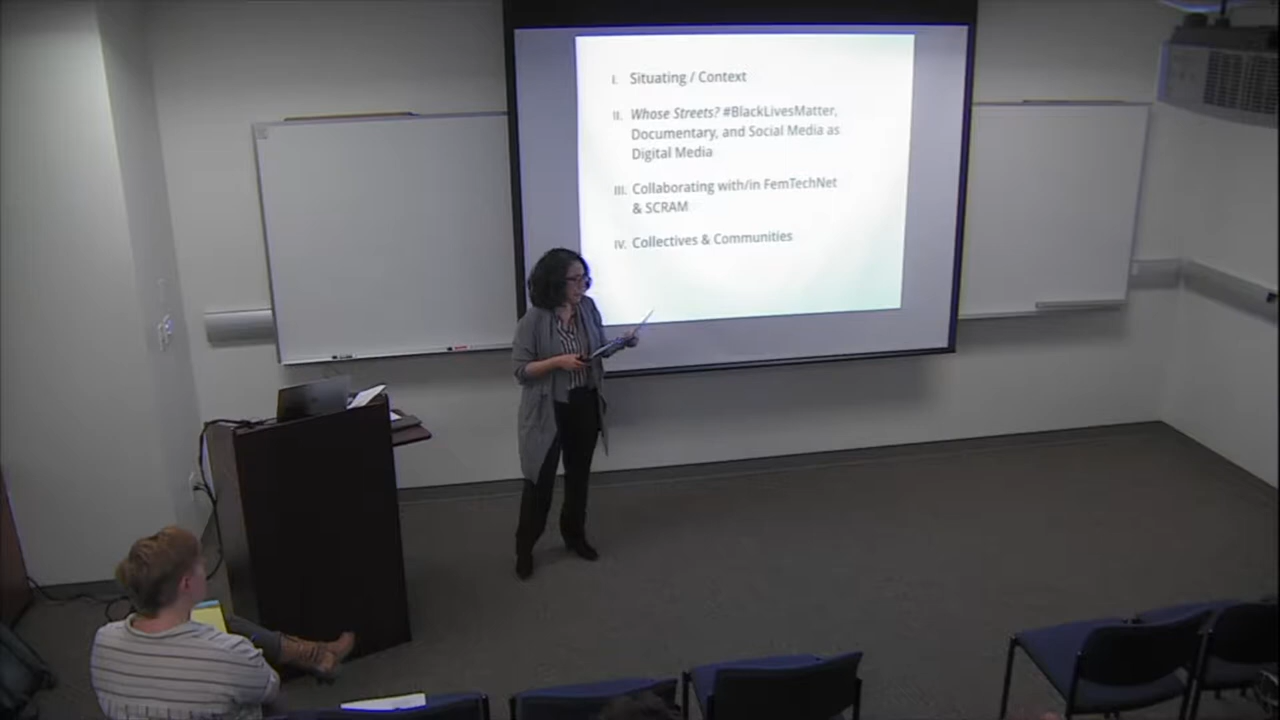 I. Situating / Context
II. Whose Streets? #BlackLivesMatter,
Documentary, and Social Media as
Digital Media
III. Collaborating with/in FemTechNet
& SCRAM
IV. Collectives & Communities